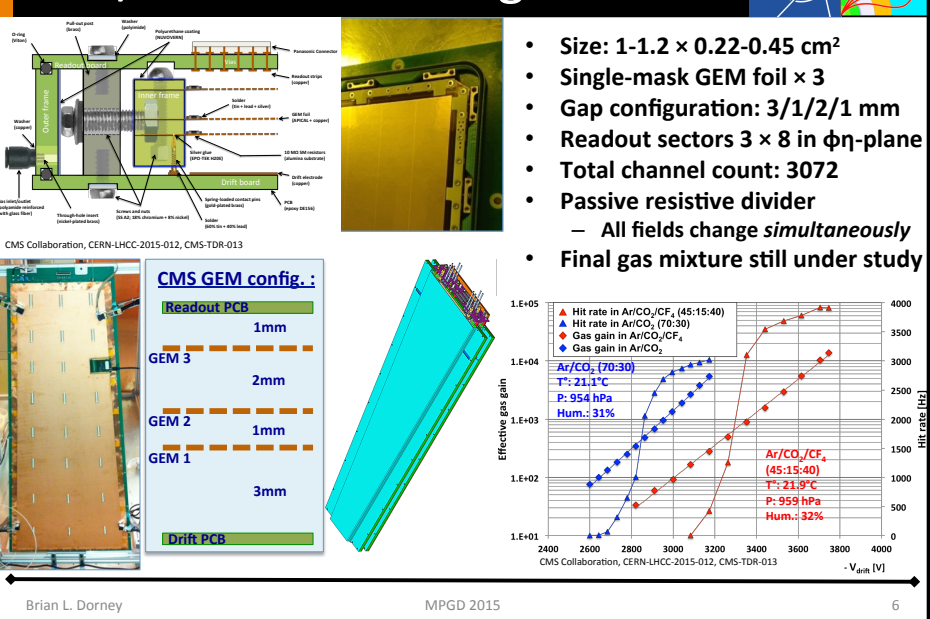 O-ring
(Viton)
Pull-out post
(brass)
Washer
(polyimide)
Polyurethane coating
(NUVOVERN)
Panasonic Connector
Readout board
Vias
Readout strips
(copper)
Outer frame
Inner frame
Solder
(tin + lead + silver)
GEM foil
(APICAL + copper)
Washer
(copper)
Silver glue
(EPO-TEK H20E)
10 MΩ SM resistors
(alumina substrate)
Drift board
Drift electrode
(copper)
Gas inlet/outlet
(polyamide reinforced
with glass fiber)
Through-hole insert
(nickel-plated brass)
Screws and nuts
(SS A2; 18% chromium + 8% nickel)
Spring-loaded contact pins
(gold-plated brass)
Solder
(60% tin + 40% lead)
PCB
(epoxy DE156)
CMS Collaboration, CERN-LHCC-2015-012, CMS-TDR-013
• Size: 1-1.2 × 0.22-0.45 cm²
• Single-mask GEM foil × 3
• Gap configuration: 3/1/2/1 mm
• Readout sectors 3 × 8 in φη-plane
• Total channel count: 3072
• Passive resistive divider
– All fields change simultaneously
• Final gas mixture still under study
CMS GEM config. :
Readout PCB
1mm
GEM 3
2mm
GEM 2
1mm
GEM 1
3mm
Drift PCB
Hit rate in Ar/CO₂/CF₄ (45:15:40)
Hit rate in Ar/CO₂ (70:30)
Gas gain in Ar/CO₂/CF₄
Gas gain in Ar/CO₂
Ar/CO₂ (70:30)
T°: 21.1°C
P: 954 hPa
Hum.: 31%
Ar/CO₂/CF₄
(45:15:40)
T°: 21.9°C
P: 959 hPa
Hum.: 32%
Effective gas gain
1.E+05
1.E+04
1.E+03
1.E+02
1.E+01
4000
3500
3000
2500
2000
1500
1000
500
0
Hit rate [Hz]
2400 2600 2800 3000 3200 3400 3600 3800 4000
- V drift [V]
CMS Collaboration, CERN-LHCC-2015-012, CMS-TDR-013
Brian L. Dorney
MPGD 2015
6